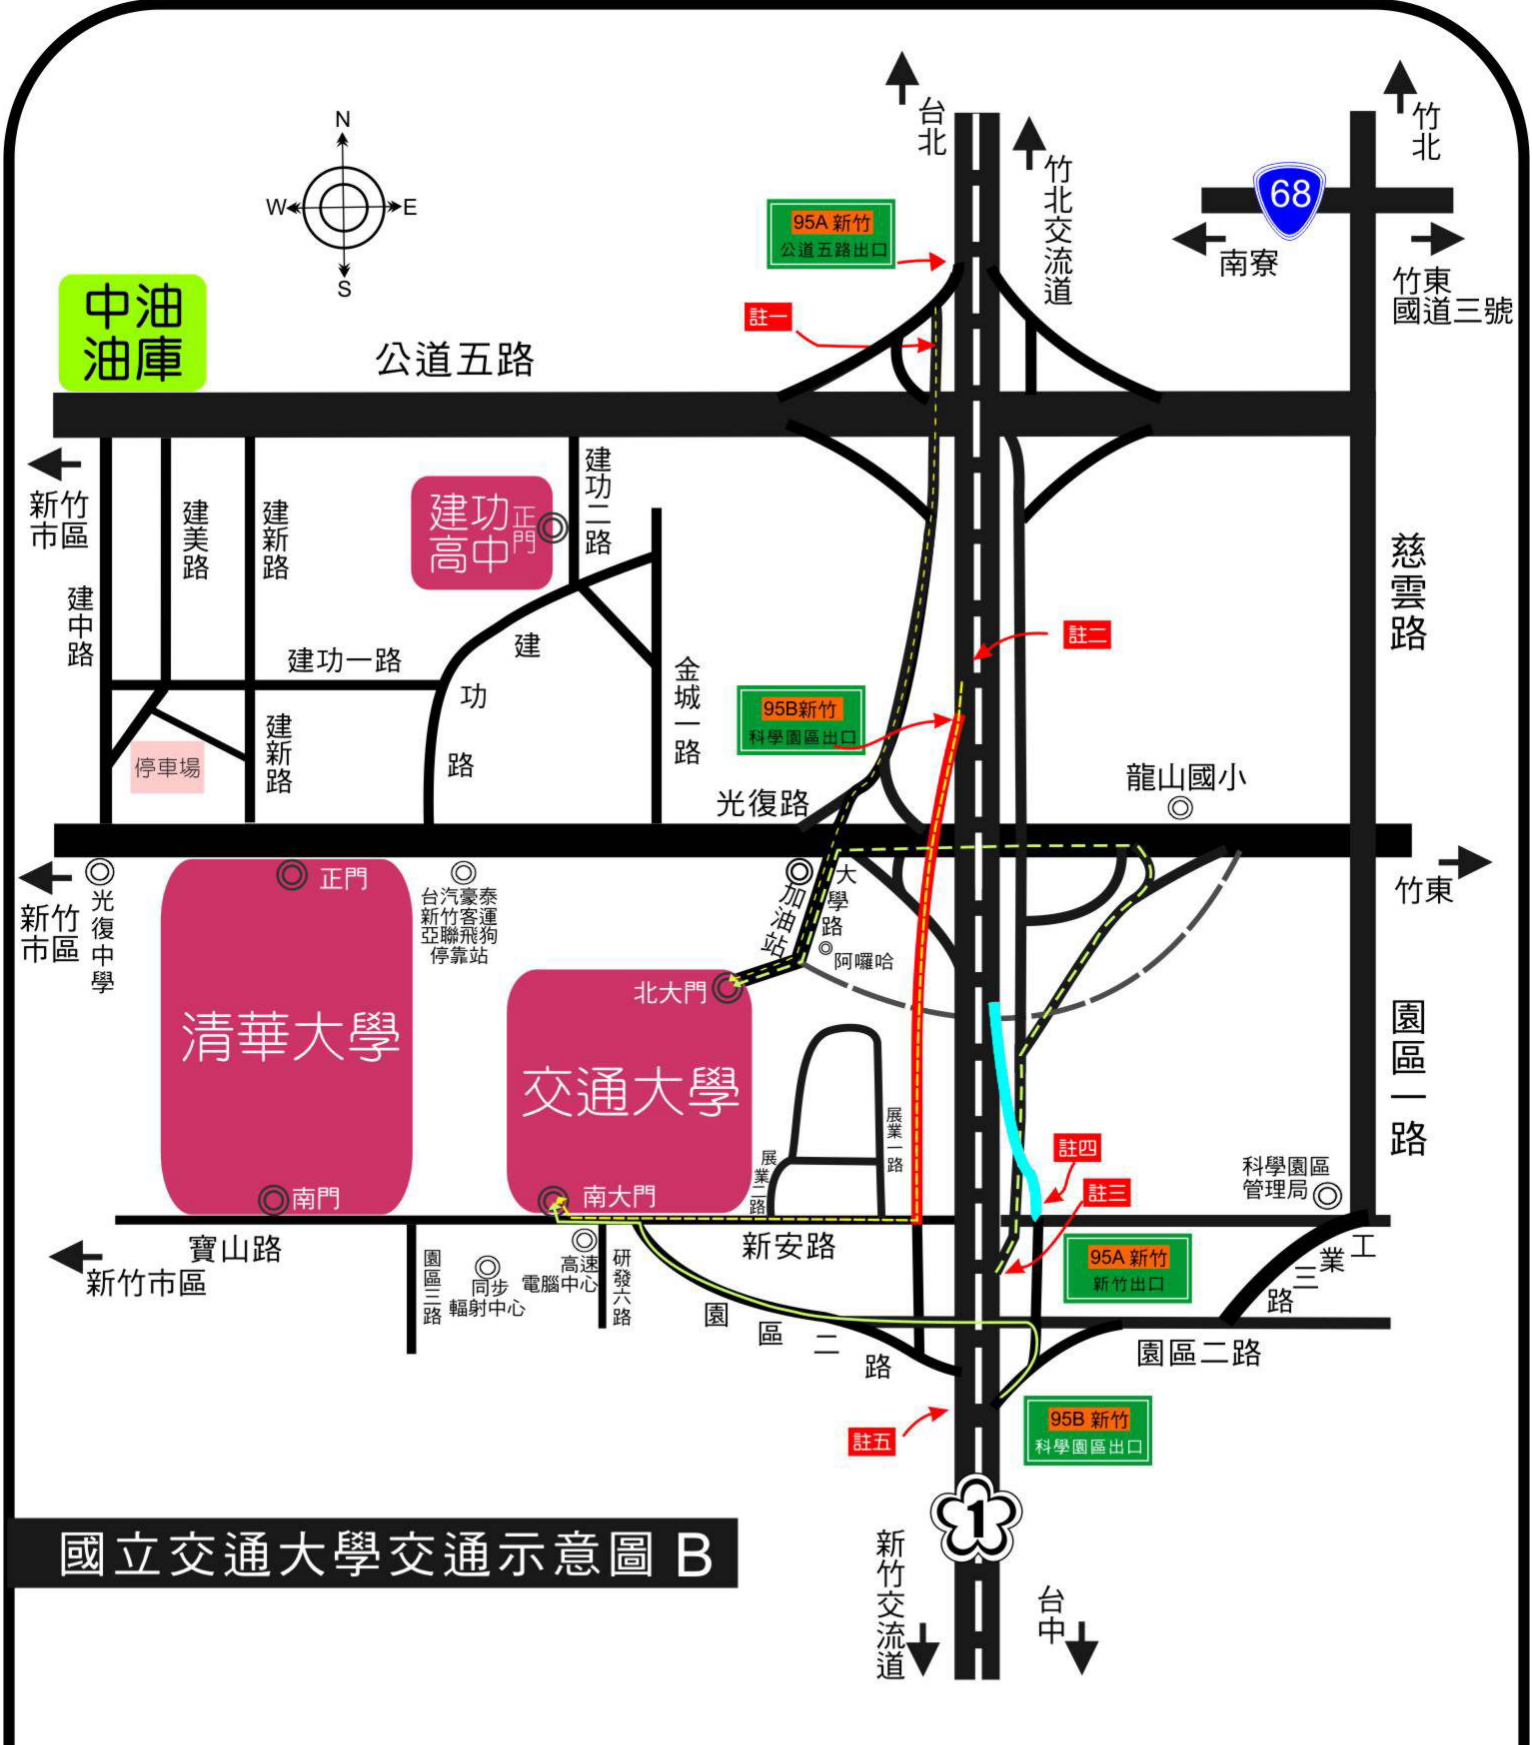 台北
竹北
N
W
E
S
竹北交流道
68
95A 新竹
公道五路出口
南寮
竹東
國道三號
中油
油庫
註一
公道五路
新竹
市區
建美路
建新路
建功
高中
正門
建功二路
慈雲路
建中路
建功一路
建
功
路
金城一路
註二
95B新竹
科學園區出口
建新路
停車場
光復路
龍山國小
新竹
市區
光復中學
正門
台汽豪泰
新竹客運
亞聯飛狗
停靠站
加油站
大學路
阿囉哈
竹東
北大門
清華大學
交通大學
園區一路
展業一路
展業二路
註四
註三
科學園區
管理局
南門
南大門
寶山路
新安路
新竹市區
園區三路
同步
輻射中心
高速
電腦中心
研發六路
95A 新竹
新竹出口
工業三路
園區二路
園區二路
註五
95B 新竹
科學園區出口
1
國立交通大學交通示意圖 B
新竹交流道
台中